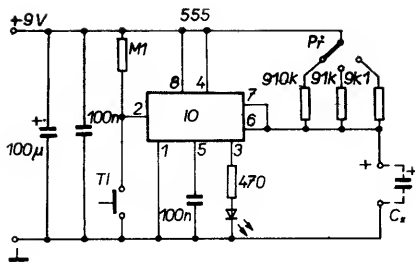 555
+9V
Př
M1
8 4
910k 91k 9k1
7
100n
2
IO
6
+
100µ
1 5 3
Tl
470
+ +
100n
Cx